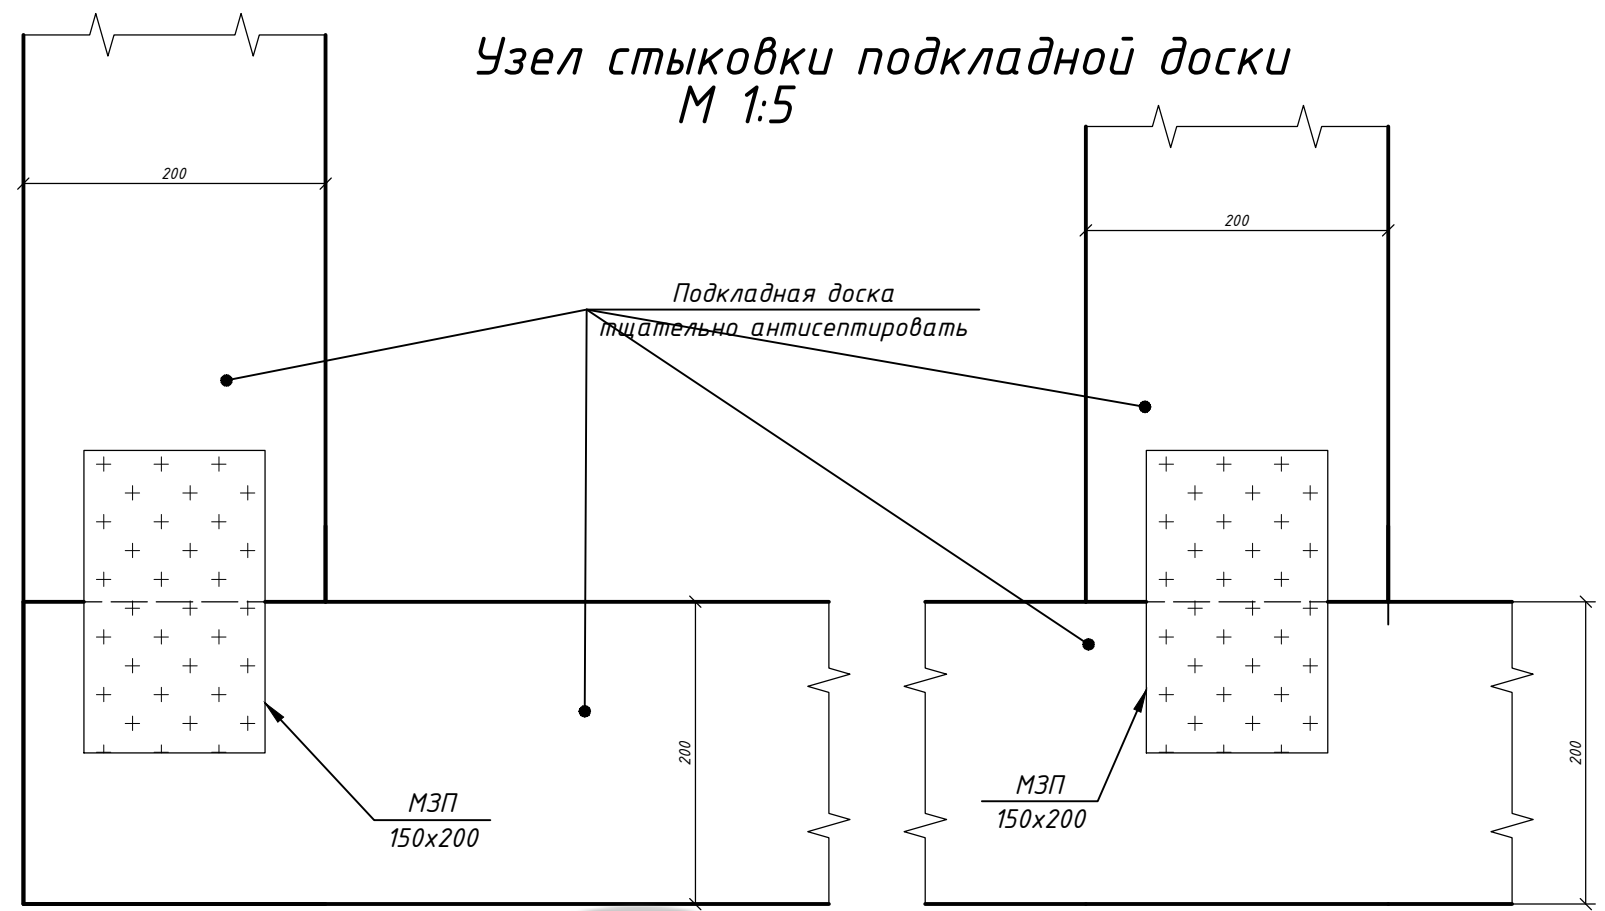 Узел стыковки подкладной доски
М 1:5
200
200
Подкладная доска
тщательно антисептировать
200
200
МЗП
150х200
МЗП
150х200